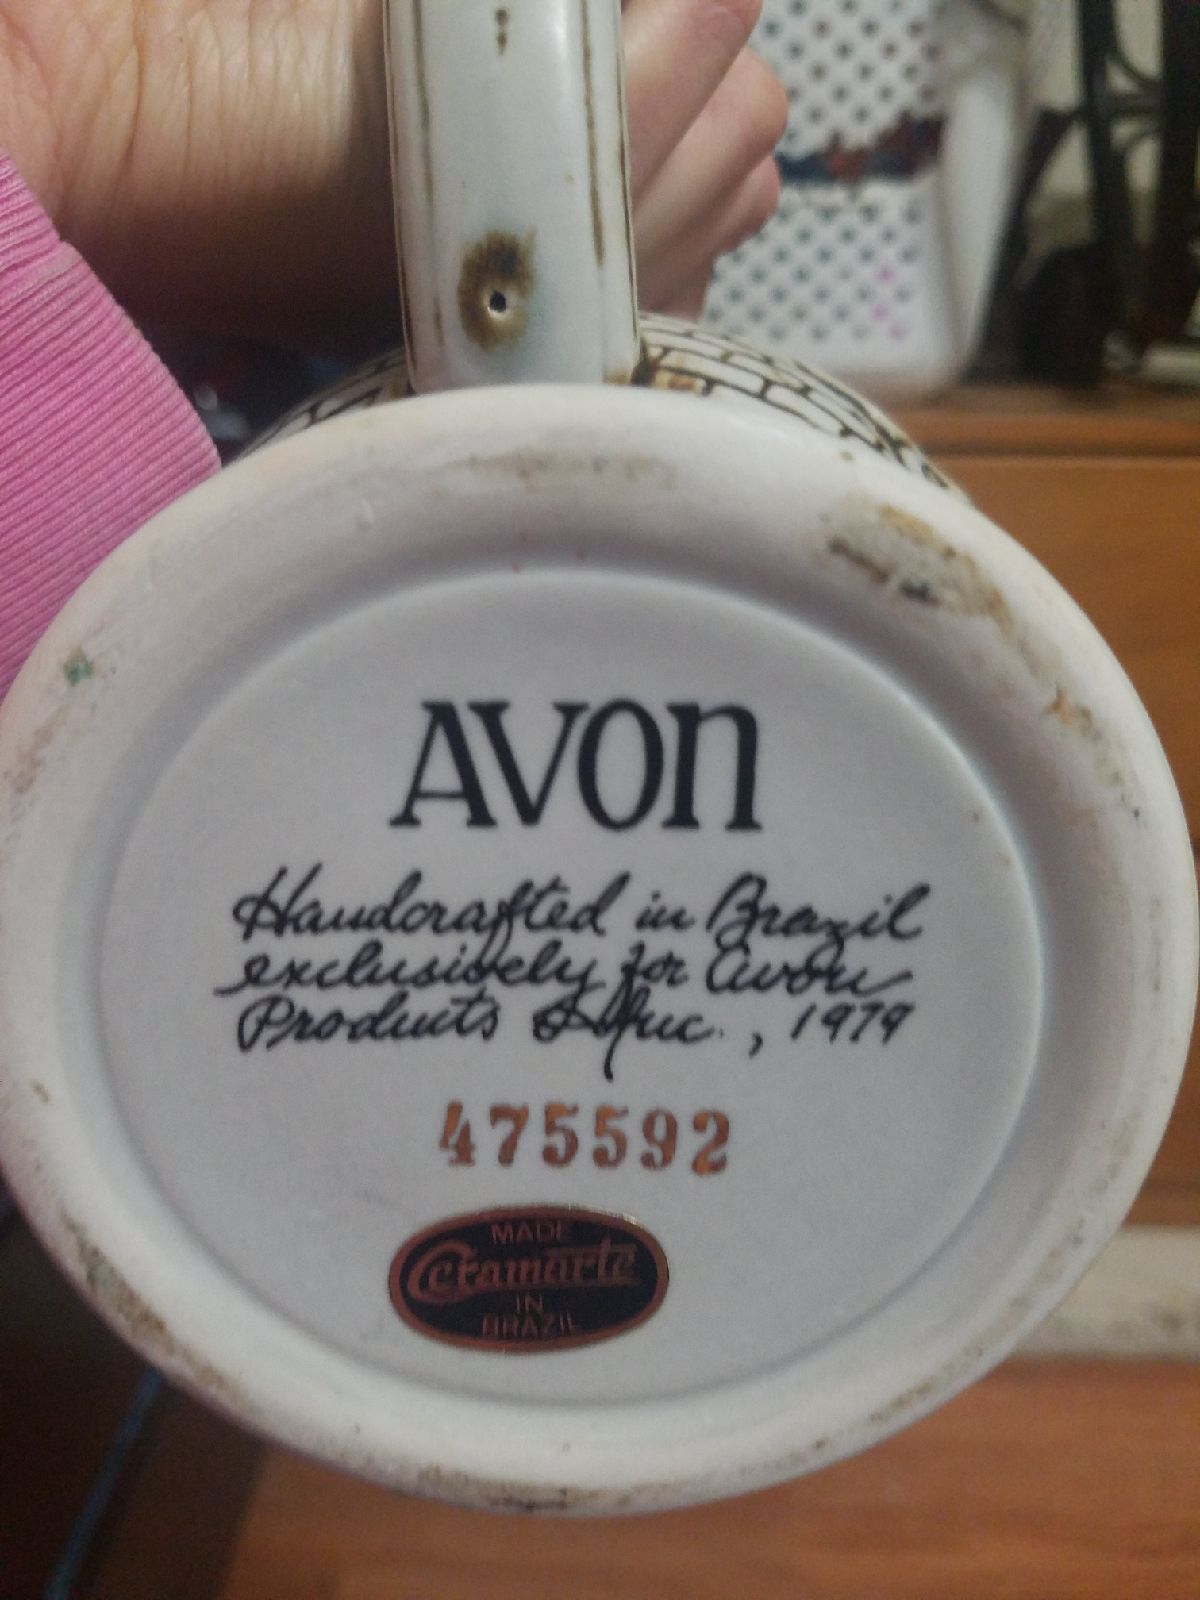 AVON
Handcrafted in Brazil
exclusively for Avon
Products Inc., 1979
475592
MADE
Ceramarte
IN
BRAZIL